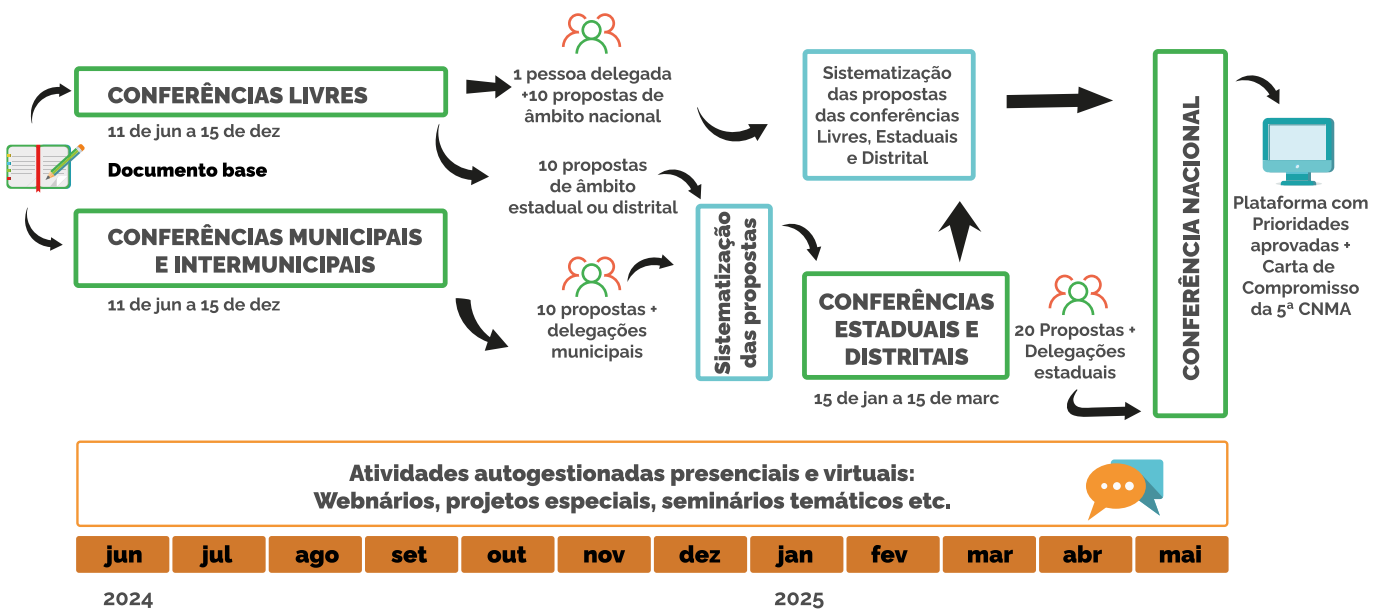 CONFERÊNCIAS LIVRES
11 de jun a 15 de dez
Documento base
CONFERÊNCIAS MUNICIPAIS
E INTERMUNICIPAIS
11 de jun a 15 de dez
1 pessoa delegada
+10 propostas de
âmbito nacional
10 propostas
de âmbito
estadual ou distrital
10 propostas +
delegações
municipais
Sistematização
das propostas
Sistematização
das propostas
das conferências
Livres, Estaduais
e Distrital
CONFERÊNCIAS
ESTADUAIS E
DISTRITAIS
15 de jan a 15 de marc
20 Propostas +
Delegações
estaduais
CONFERÊNCIA NACIONAL
Plataforma com
Prioridades
aprovadas +
Carta de
Compromisso
da 5ª CNMA
Atividades autogestionadas presenciais e virtuais:
Webnários, projetos especiais, seminários temáticos etc.
jun jul ago set out nov dez jan fev mar abr mai
2024 2025